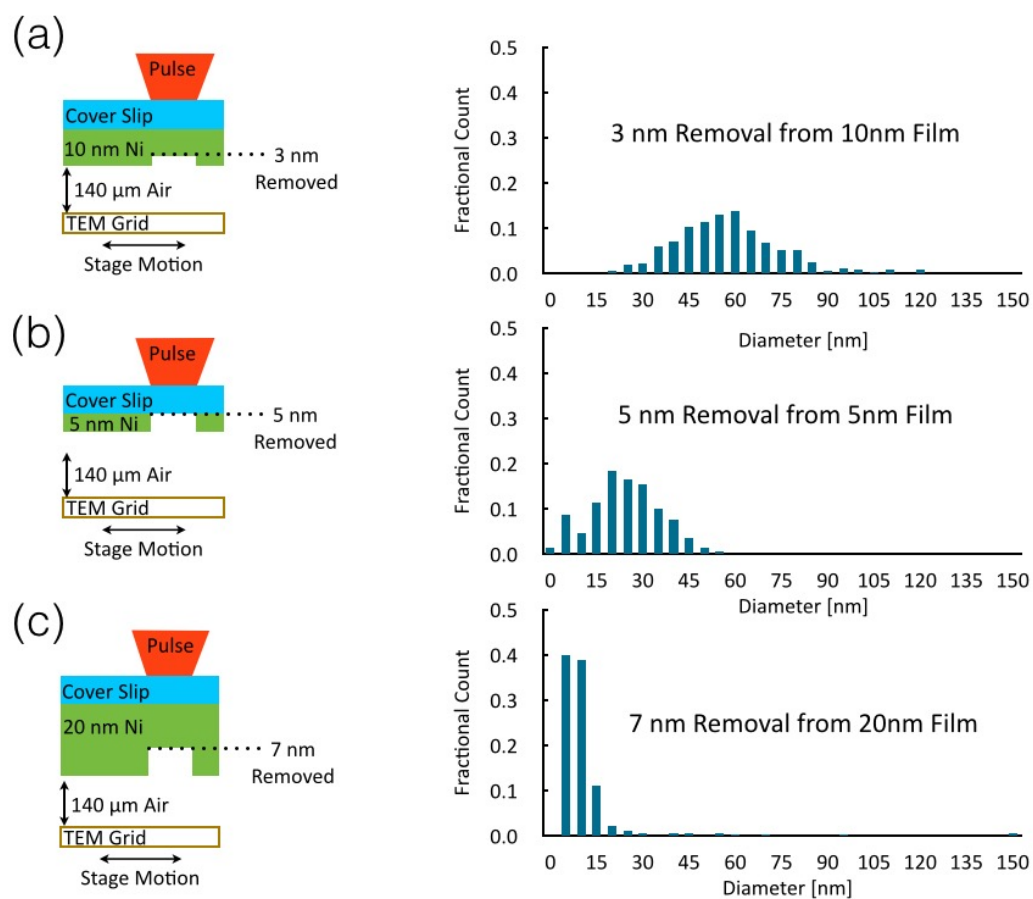 (a)
Pulse
Cover Slip
10 nm Ni
3 nm
Removed
140 µm Air
TEM Grid
Stage Motion
Fractional Count
0.5
0.4
0.3
0.2
0.1
0.0
3 nm Removal from 10nm Film
0 15 30 45 60 75 90 105 120 135 150
Diameter [nm]
(b)
Pulse
Cover Slip
5 nm Ni
5 nm
Removed
140 µm Air
TEM Grid
Stage Motion
Fractional Count
0.5
0.4
0.3
0.2
0.1
0.0
5 nm Removal from 5nm Film
0 15 30 45 60 75 90 105 120 135 150
Diameter [nm]
(c)
Pulse
Cover Slip
20 nm Ni
7 nm
Removed
140 µm Air
TEM Grid
Stage Motion
Fractional Count
0.5
0.4
0.3
0.2
0.1
0.0
7 nm Removal from 20nm Film
0 15 30 45 60 75 90 105 120 135 150
Diameter [nm]